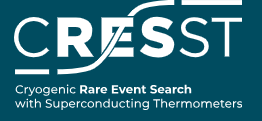 CRESST
Cryogenic Rare Event Search
with Superconducting Thermometers